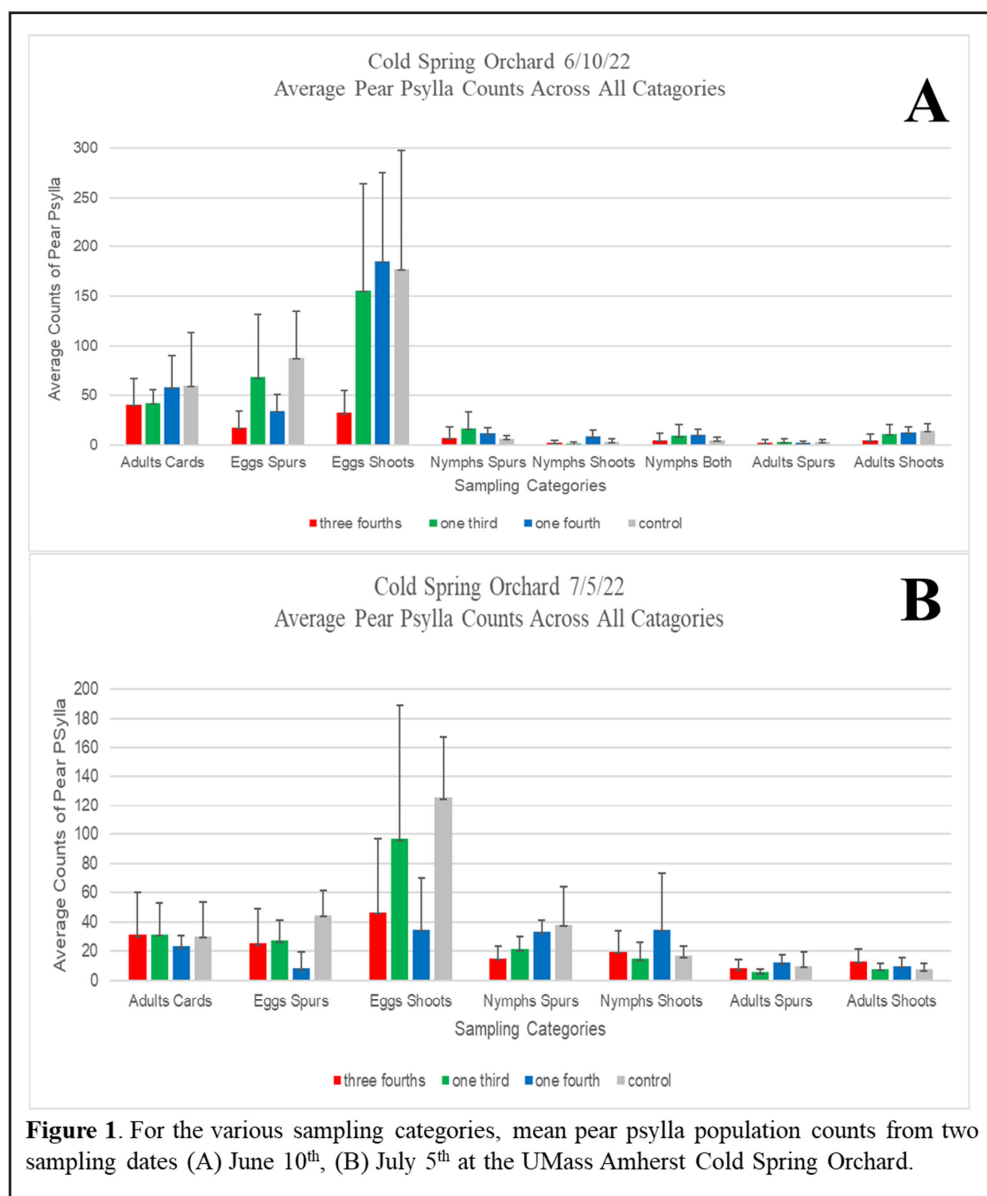 Cold Spring Orchard 6/10/22
Average Pear Psylla Counts Across All Catagories
A
Average Counts of Pear Psylla
300
250
200
150
100
50
0
Adults Cards Eggs Spurs Eggs Shoots Nymphs Spurs Nymphs Shoots Nymphs Both Adults Spurs Adults Shoots
Sampling Categories
three fourths one third one fourth control
Cold Spring Orchard 7/5/22
Average Pear Psylla Counts Across All Catagories
B
Average Counts of Pear PSylla
200
180
160
140
120
100
80
60
40
20
0
Adults Cards Eggs Spurs Eggs Shoots Nymphs Spurs Nymphs Shoots Adults Spurs Adults Shoots
Sampling Categories
three fourths one third one fourth control
Figure 1. For the various sampling categories, mean pear psylla population counts from two
sampling dates (A) June 10th, (B) July 5th at the UMass Amherst Cold Spring Orchard.